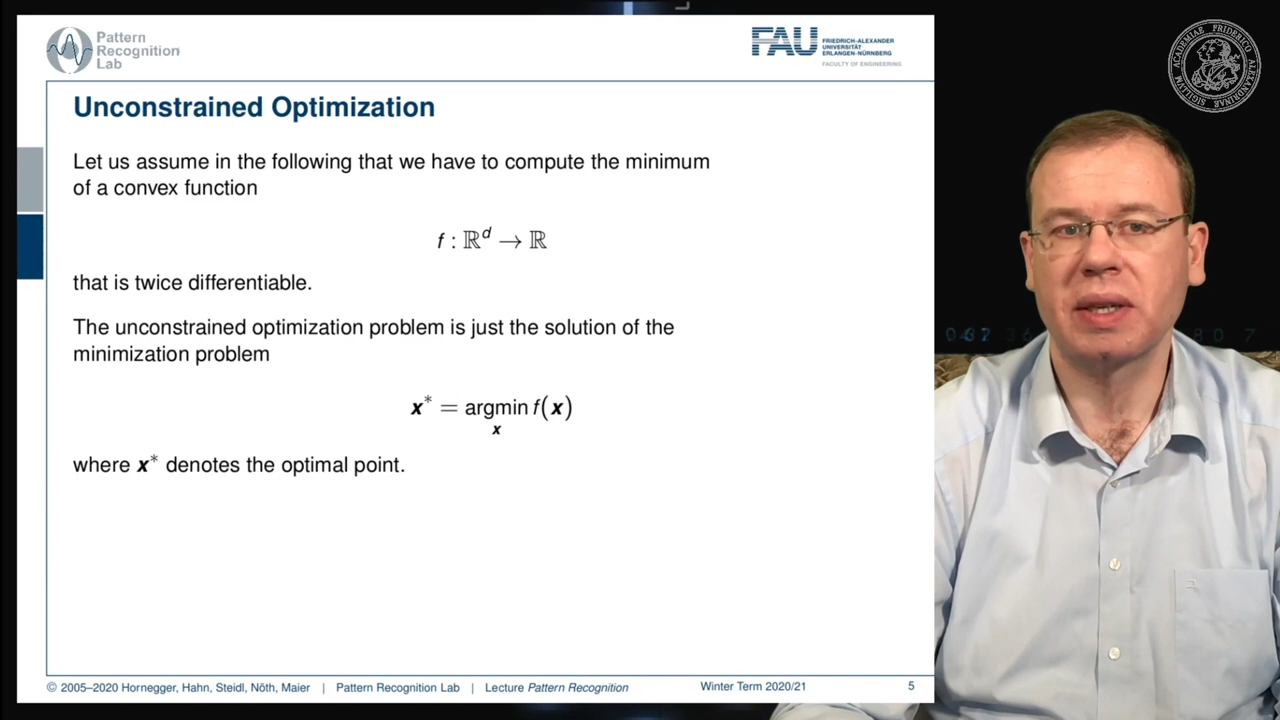 Pattern
Recognition
Lab
FAU
FRIEDRICH-ALEXANDER
UNIVERSITÄT
ERLANGEN-NÜRNBERG
FACULTY OF ENGINEERING
Unconstrained Optimization
Let us assume in the following that we have to compute the minimum
of a convex function
f : ℝ^d → ℝ
that is twice differentiable.
The unconstrained optimization problem is just the solution of the
minimization problem
x* = argmin f(x)
x
where x* denotes the optimal point.
© 2005–2020 Hornegger, Hahn, Steidl, Nöth, Maier | Pattern Recognition Lab | Lecture Pattern Recognition Winter Term 2020/21 5